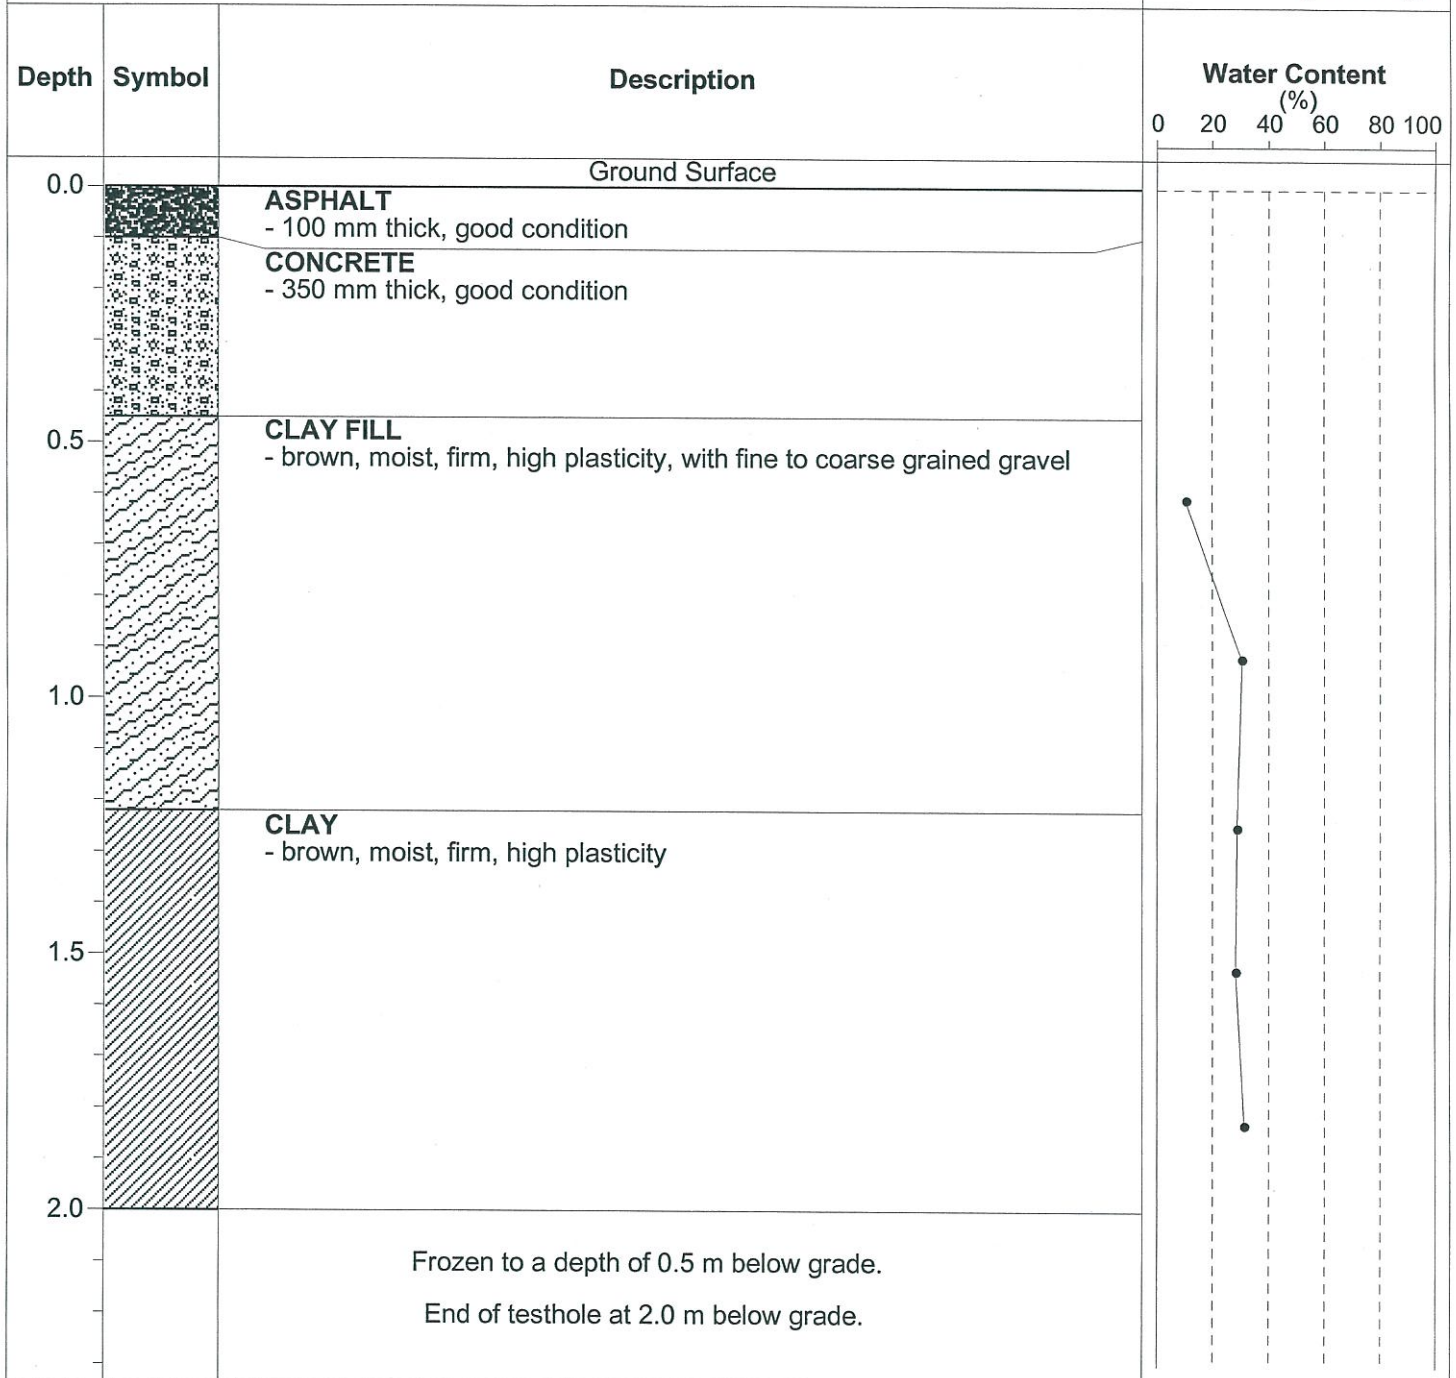 Depth
Symbol
Description
Water Content
(%)
0 20 40 60 80 100
Ground Surface
0.0
ASPHALT
- 100 mm thick, good condition
CONCRETE
- 350 mm thick, good condition
CLAY FILL
0.5
- brown, moist, firm, high plasticity, with fine to coarse grained gravel
1.0
CLAY
- brown, moist, firm, high plasticity
1.5
2.0
Frozen to a depth of 0.5 m below grade.
End of testhole at 2.0 m below grade.